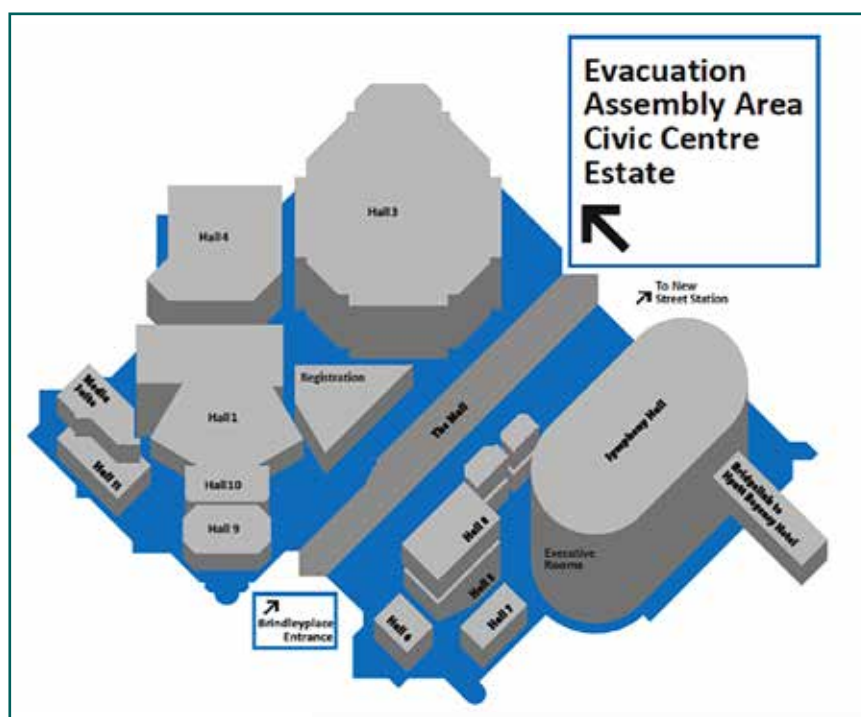 Evacuation
Assembly Area
Civic Centre
Estate
Hall 3
Hall 4
To New
Street Station
Registration
Media
Suite
Hall 1
The Mall
Symphony Hall
Hall 11
Hall 10
Hall 9
Hall 8
Bridgelink to
Hyatt Regency Hotel
Executive
Rooms
Hall 5
Hall 7
Hall 6
Brindleyplace
Entrance